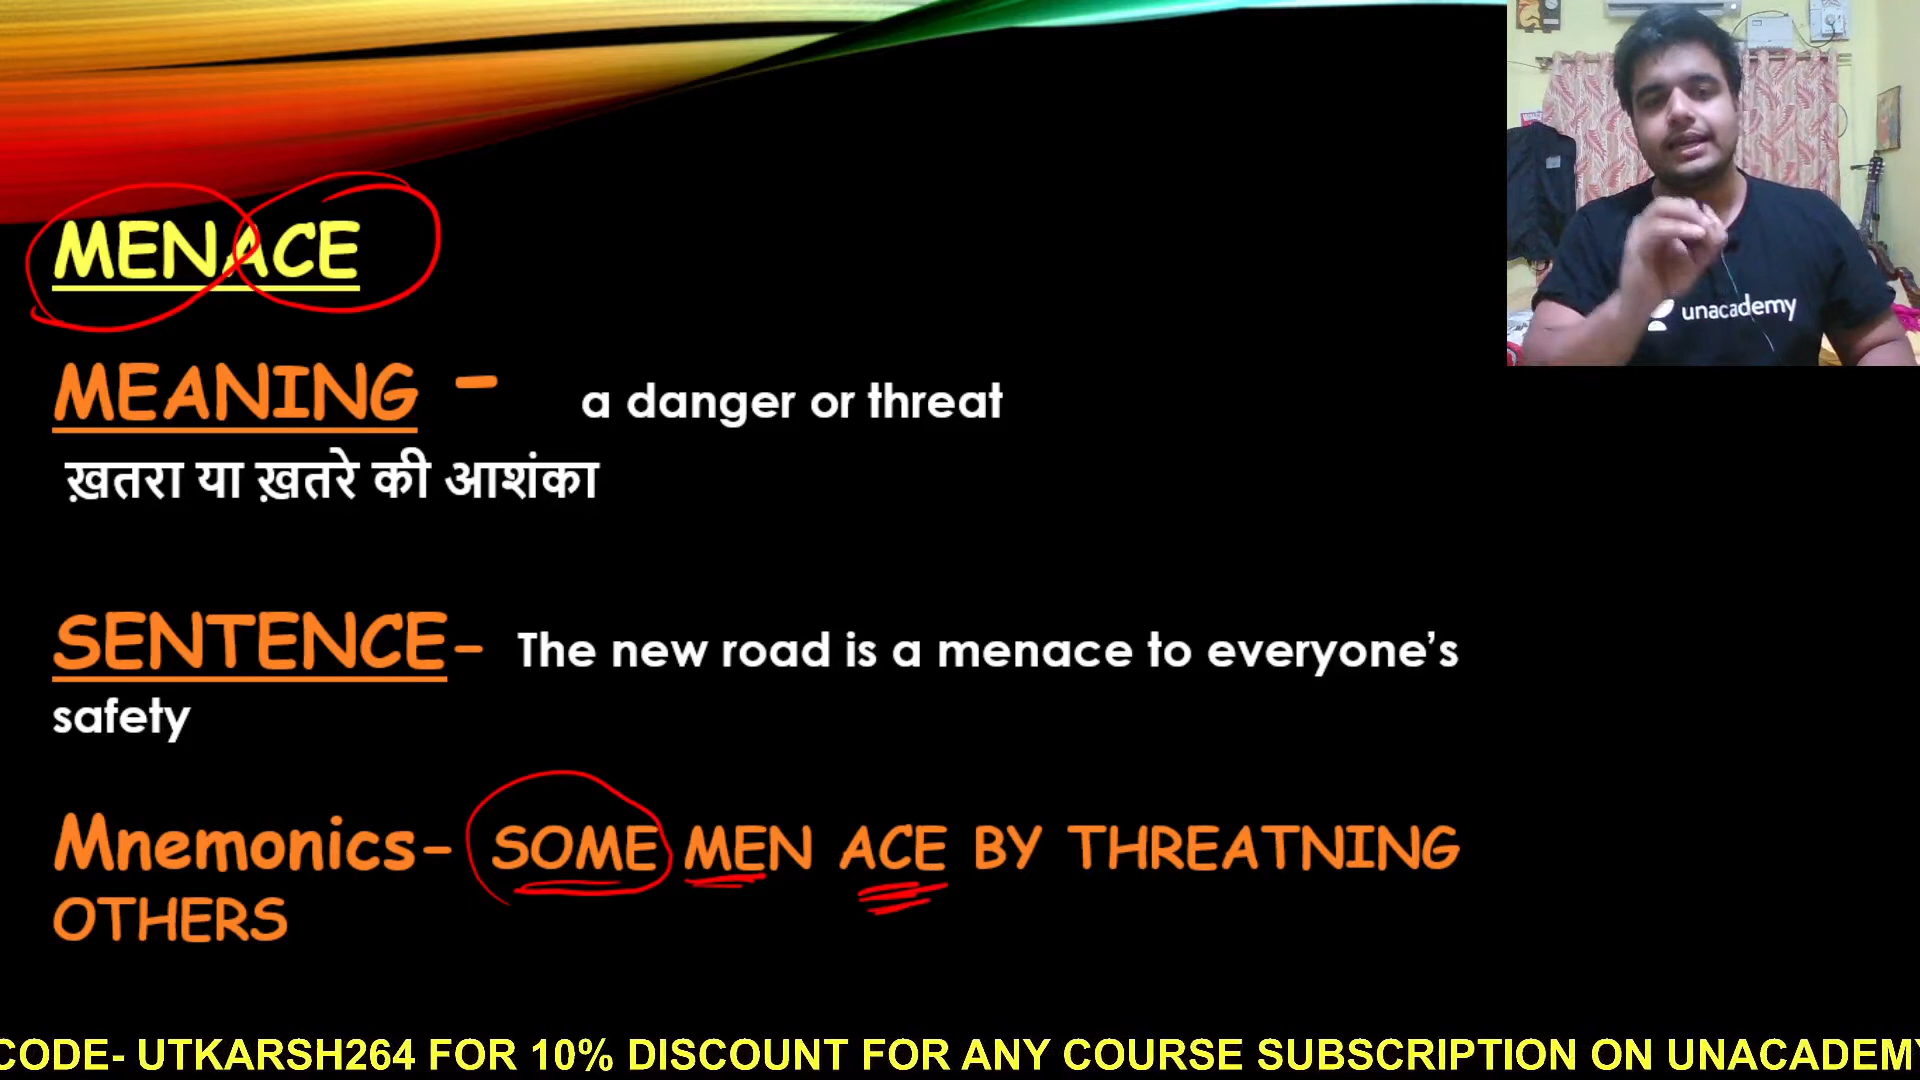 MENACE
MEANING - a danger or threat
ख़तरा या ख़तरे की आशंका
SENTENCE- The new road is a menace to everyone’s
safety
Mnemonics- SOME MEN ACE BY THREATNING
OTHERS
unacademy
CODE- UTKARSH264 FOR 10% DISCOUNT FOR ANY COURSE SUBSCRIPTION ON UNACADEMY